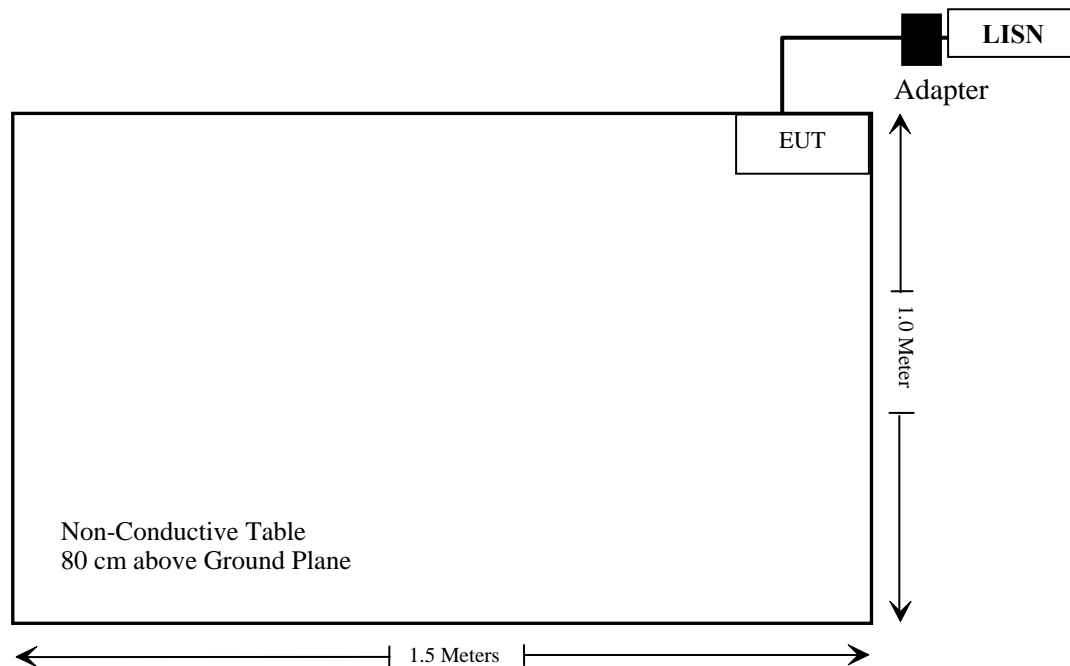 LISN
Adapter
EUT
1.0 Meter
Non-Conductive Table
80 cm above Ground Plane
1.5 Meters